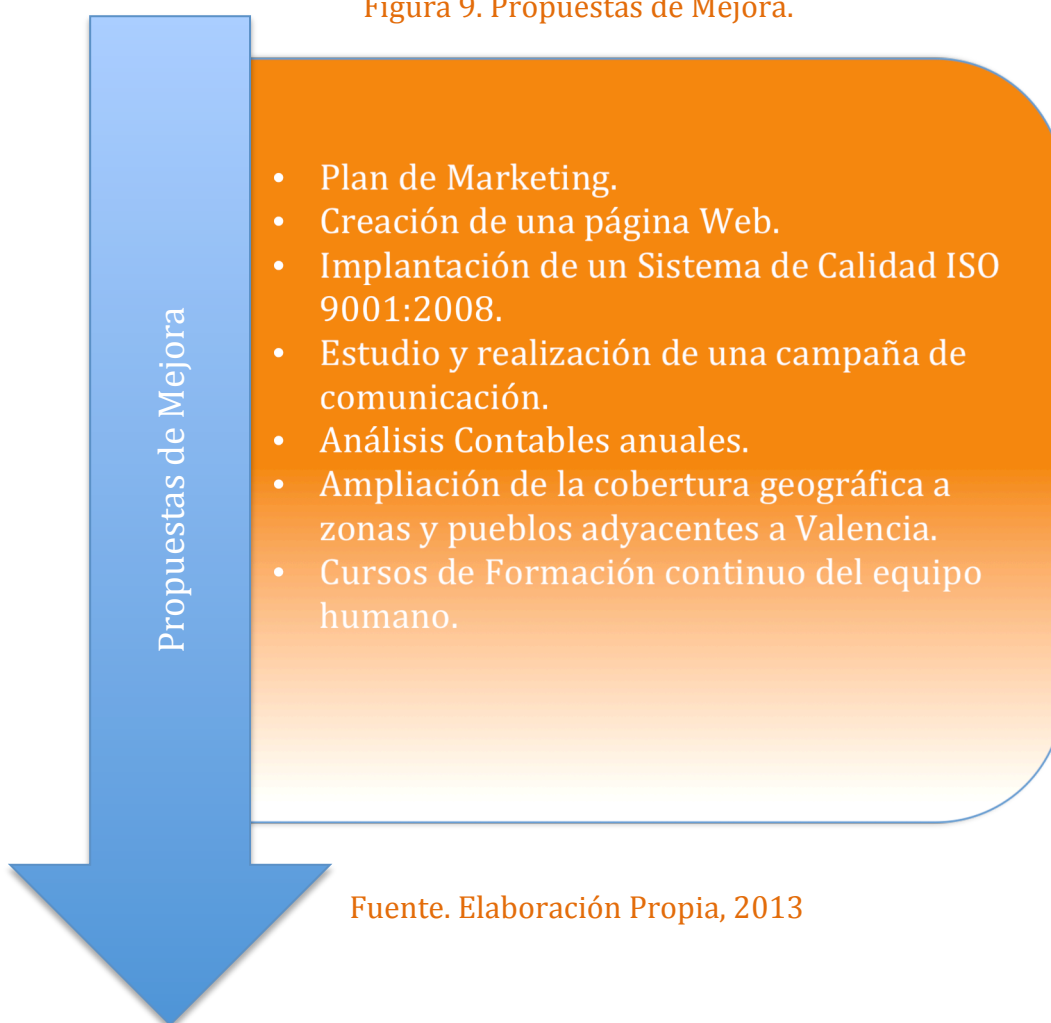 Figura 9. Propuestas de Mejora.
Propuestas de Mejora
• Plan de Marketing.
• Creación de una página Web.
• Implantación de un Sistema de Calidad ISO
9001:2008.
• Estudio y realización de una campaña de
comunicación.
• Análisis Contables anuales.
• Ampliación de la cobertura geográfica a
zonas y pueblos adyacentes a Valencia.
• Cursos de Formación continuo del equipo
humano.
Fuente. Elaboración Propia, 2013